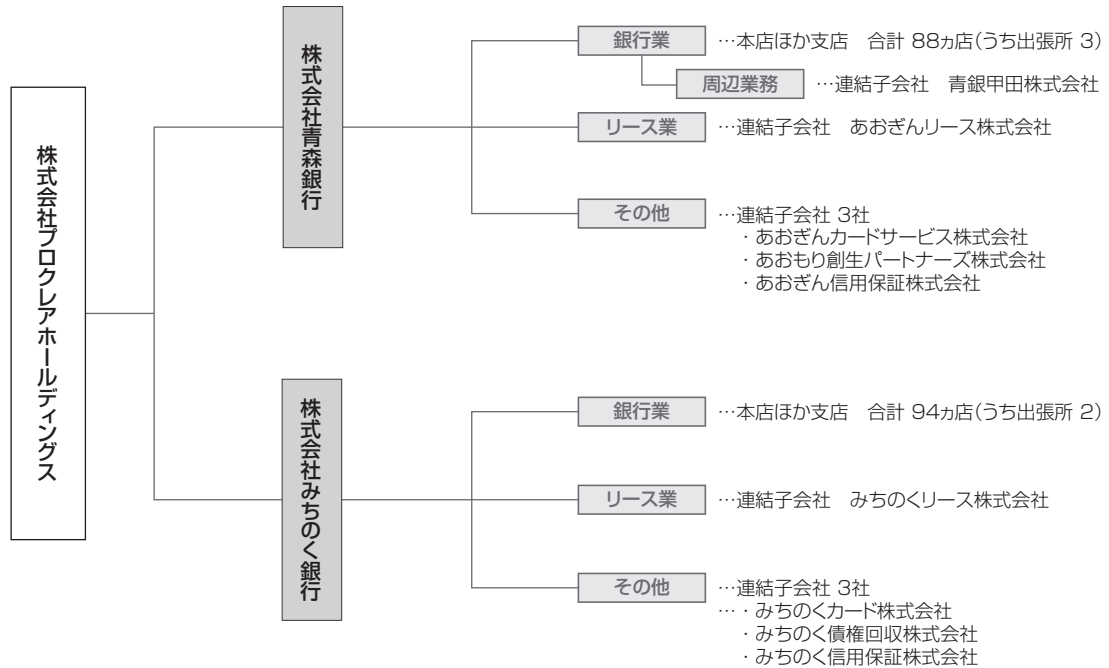 株式会社プロクレアホールディングス
株式会社青森銀行
銀行業 …本店ほか支店 合計 88ヵ店(うち出張所 3)
周辺業務 …連結子会社 青銀甲田株式会社
リース業 …連結子会社 あおぎんリース株式会社
その他 …連結子会社 3社
・あおぎんカードサービス株式会社
・あおもり創生パートナーズ株式会社
・あおぎん信用保証株式会社
株式会社みちのく銀行
銀行業 …本店ほか支店 合計 94ヵ店(うち出張所 2)
リース業 …連結子会社 みちのくリース株式会社
その他 …連結子会社 3社
…・みちのくカード株式会社
・みちのく債権回収株式会社
・みちのく信用保証株式会社